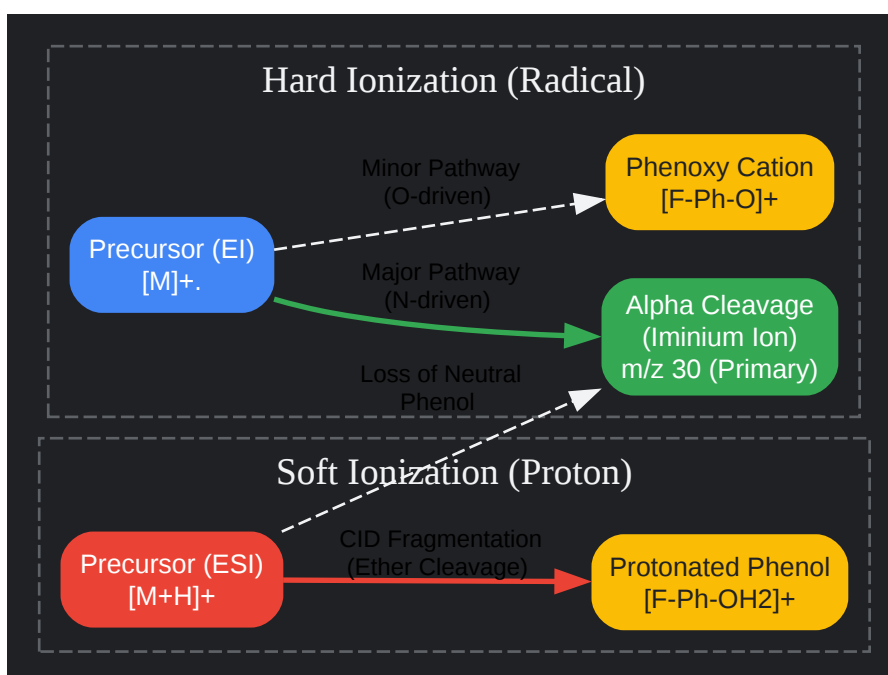 Hard Ionization (Radical)
Minor Pathway
(O-driven)
Phenoxy Cation
[F-Ph-O]+
Precursor (EI)
[M]+.
Major Pathway
(N-driven)
Alpha Cleavage
(Iminium Ion)
m/z 30 (Primary)
Loss of Neutral
Phenol
Soft Ionization (Proton)
Precursor (ESI)
[M+H]+
CID Fragmentation
(Ether Cleavage)
Protonated Phenol
[F-Ph-OH2]+